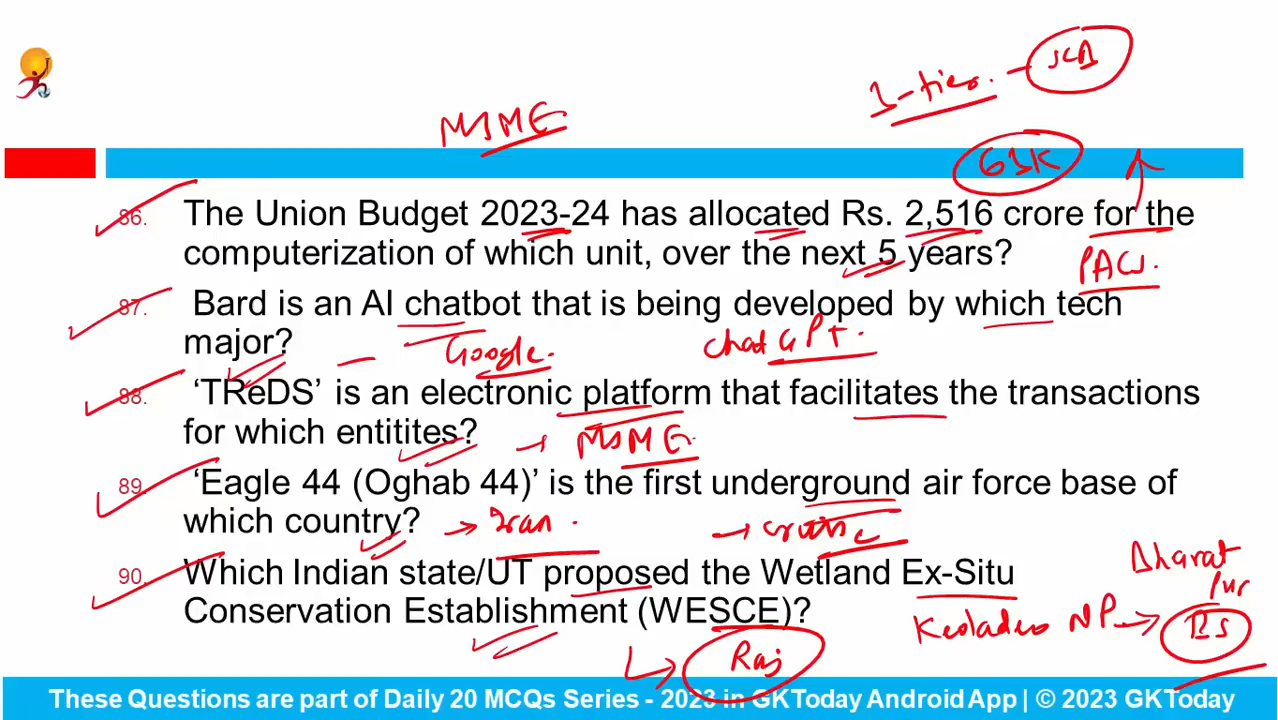 3-tier.
MSME
63K
86. The Union Budget 2023-24 has allocated Rs. 2,516 crore for the
computerization of which unit, over the next 5 years?
PACS.
87. Bard is an AI chatbot that is being developed by which tech
major?
Google. ChatGPT.
88. ‘TReDS’ is an electronic platform that facilitates the transactions
for which entitites?
MSME.
89. ‘Eagle 44 (Oghab 44)’ is the first underground air force base of
which country?
Iran
90. Which Indian state/UT proposed the Wetland Ex-Situ
Conservation Establishment (WESCE)?
Bharat
pur
Keoladeo NP
Raj
These Questions are part of Daily 20 MCQs Series - 2023 in GKToday Android App | © 2023 GKToday